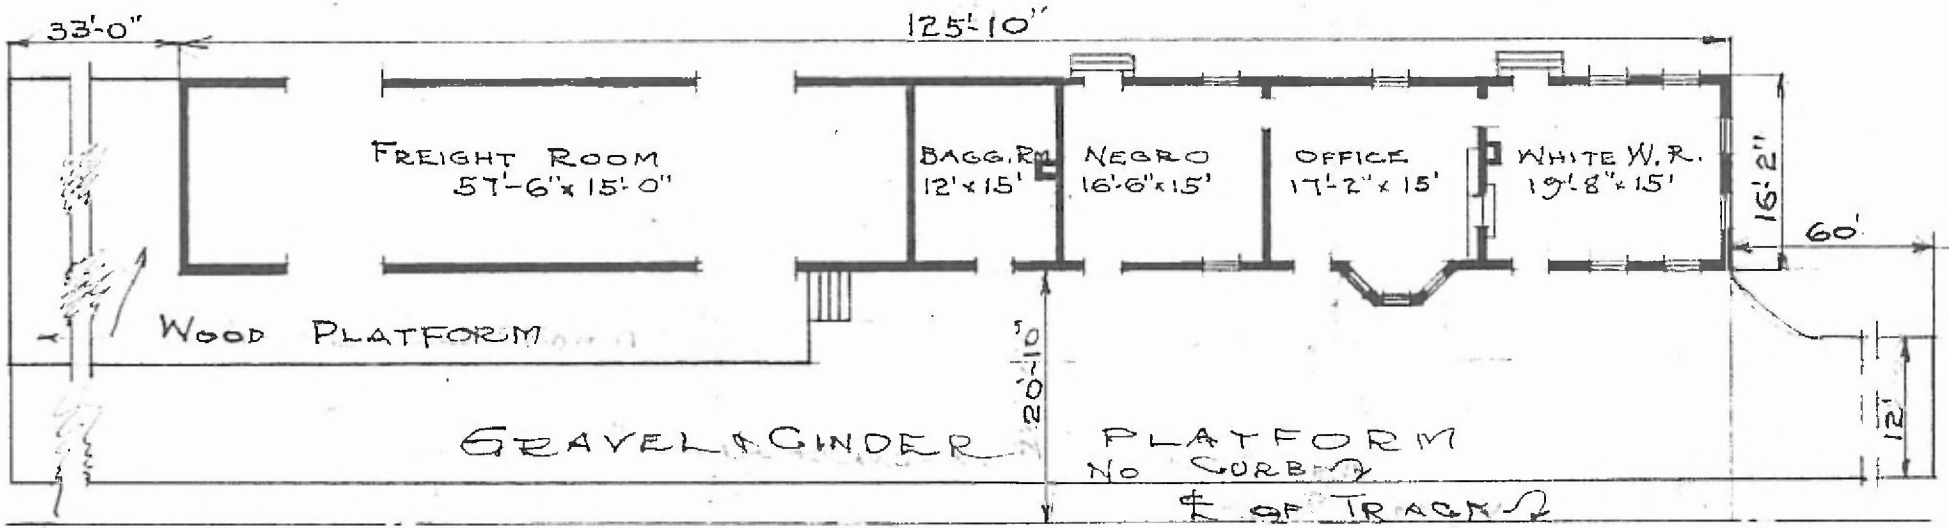 33'-0"
125'-10"
FREIGHT ROOM
57'-6" x 15'-0"
BAGG. RM
12' x 15'
NEGRO
16'-6" x 15'
OFFICE
17'-2" x 15'
WHITE W. R.
19'-8" x 15'
16'-2"
60'
WOOD PLATFORM
20'-10"
12'
GRAVEL & CINDER PLATFORM
NO CURB
℄ OF TRACK